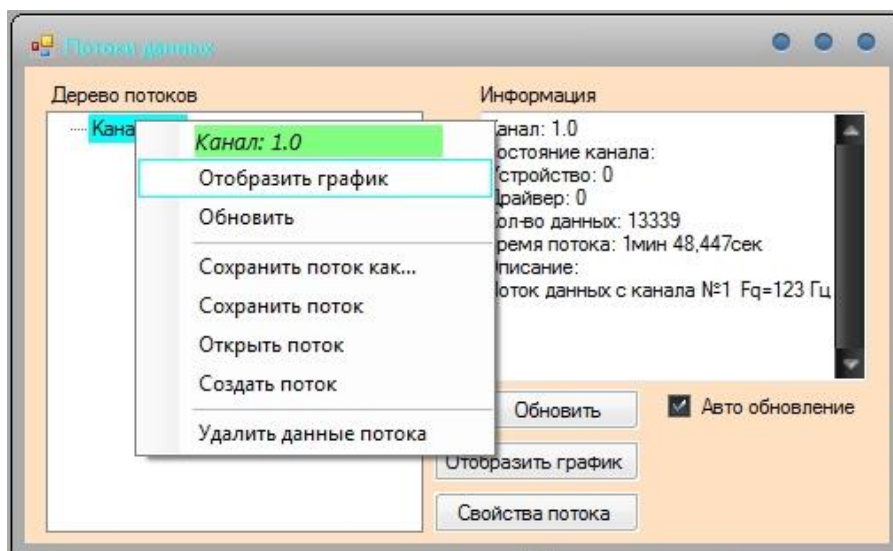 Потоки данных
Дерево потоков
Информация
Кана
Канал: 1.0
Отобразить график
Обновить
Сохранить поток как...
Сохранить поток
Открыть поток
Создать поток
Удалить данные потока
анал: 1.0
остояние канала:
стройство: 0
райвер: 0
ол-во данных: 13339
ремя потока: 1мин 48,447сек
писание:
оток данных с канала №1 Fq=123 Гц
Обновить
Авто обновление
Отобразить график
Свойства потока